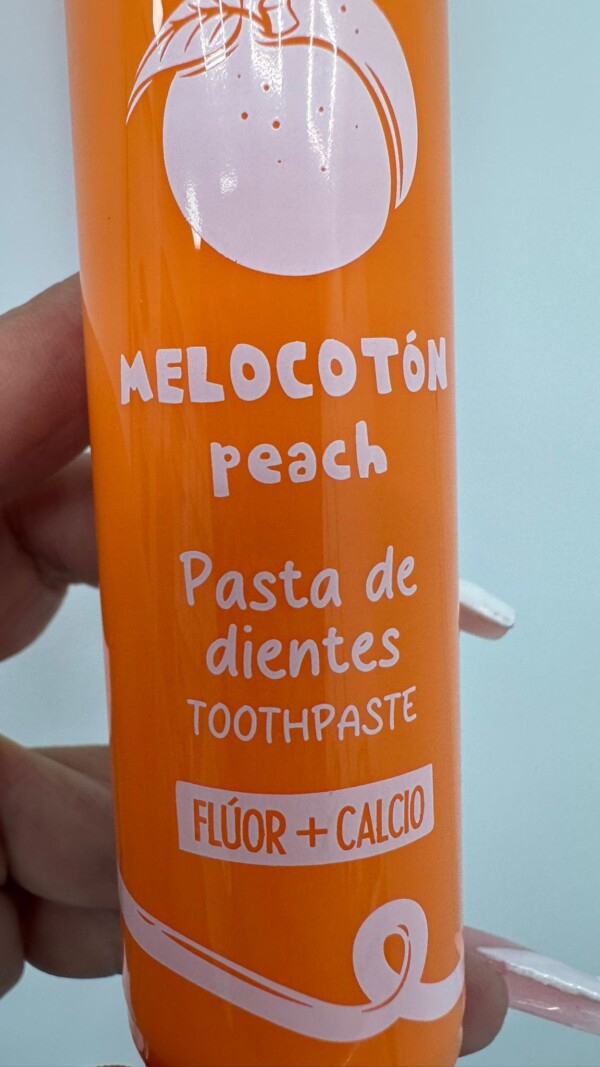 MELOCOTÓN
peach
Pasta de
dientes
TOOTHPASTE
FLÚOR + CALCIO